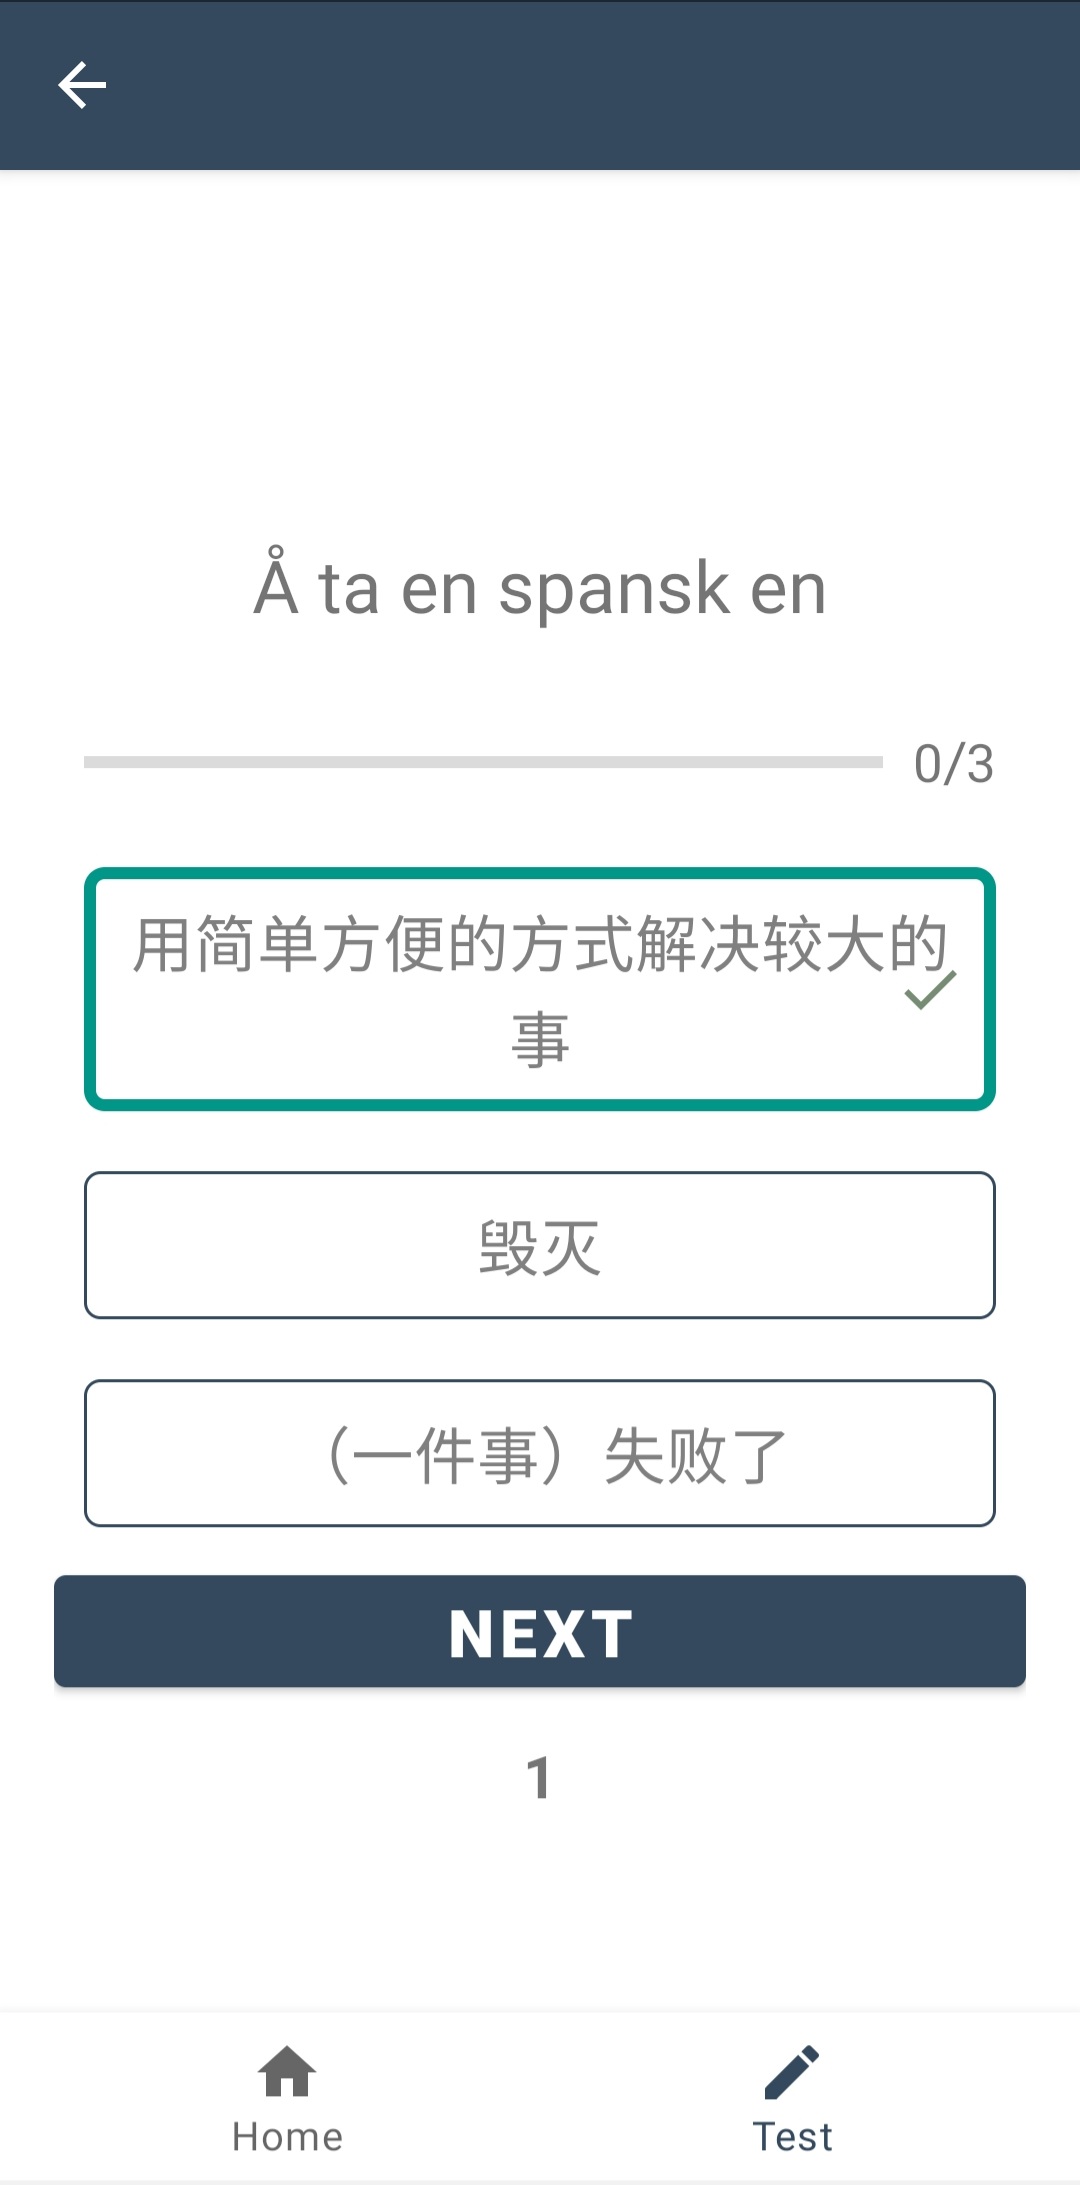 Å ta en spansk en
0/3
用简单方便的方式解决较大的
事
毁灭
（一件事）失败了
NEXT
1
Home
Test